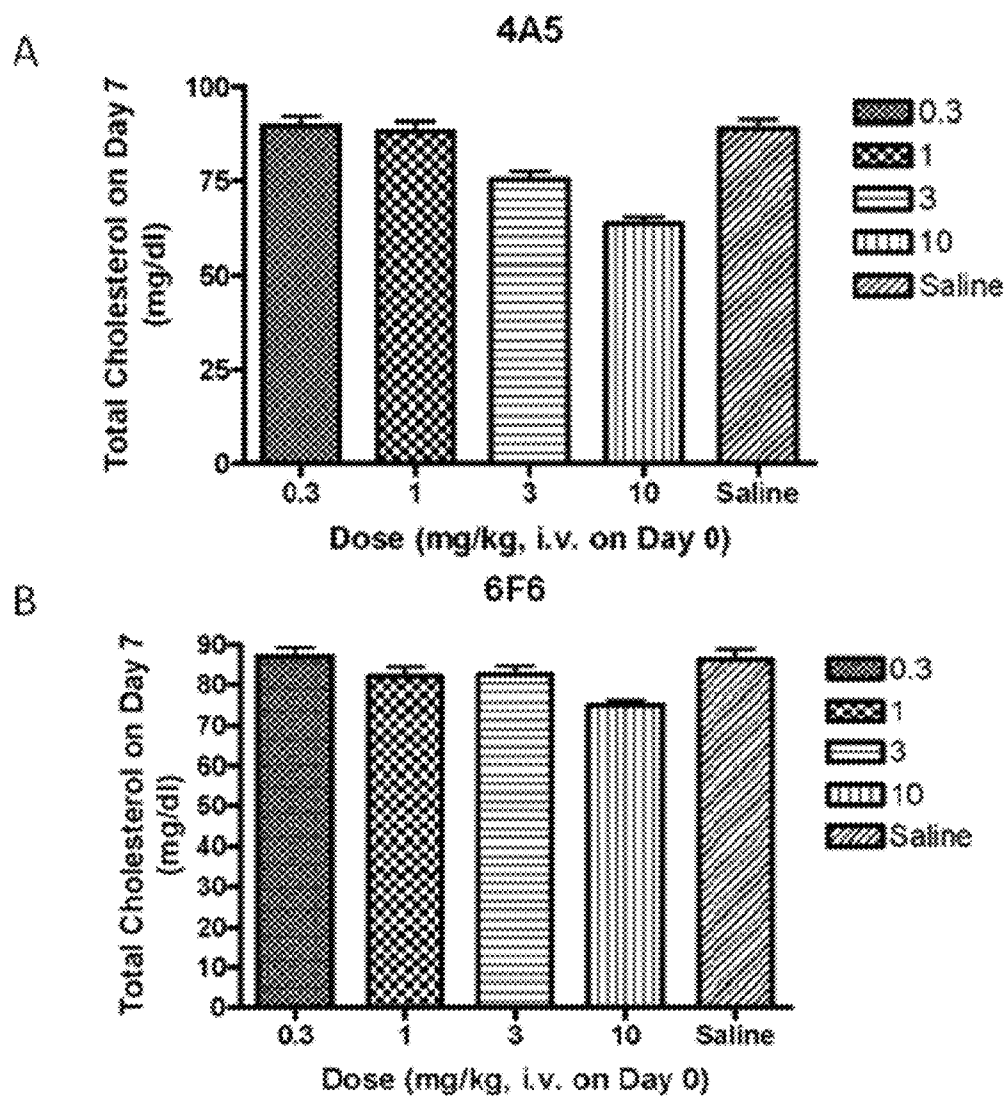 A
4A5
Total Cholesterol on Day 7
(mg/dl)
100
75
50
25
0
0.3
1
3
10
Saline
Dose (mg/kg, i.v. on Day 0)
0.3
1
3
10
Saline
B
6F6
Total Cholesterol on Day 7
(mg/dl)
90
80
70
60
50
40
30
20
10
0
0.3
1
3
10
Saline
Dose (mg/kg, i.v. on Day 0)
0.3
1
3
10
Saline